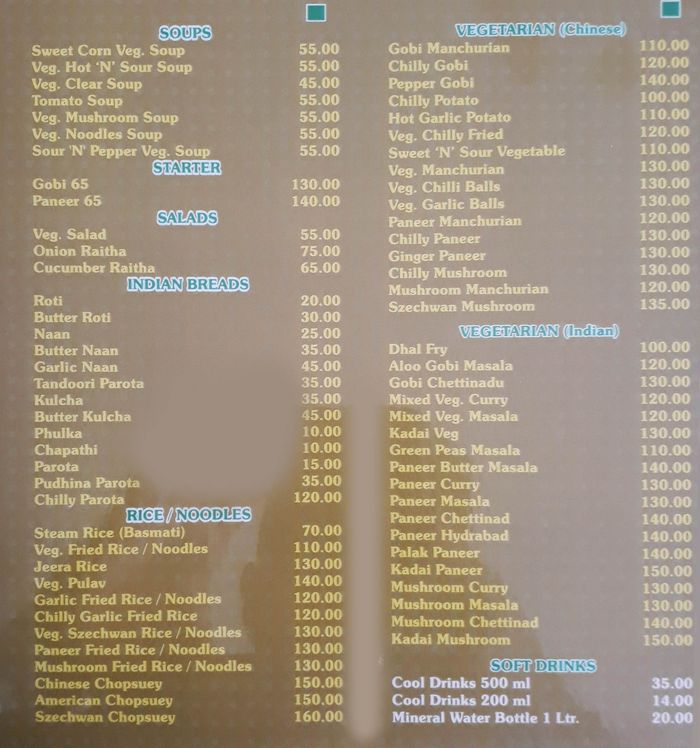 SOUPS
Sweet Corn Veg. Soup 55.00
Veg. Hot ‘N’ Sour Soup 55.00
Veg. Clear Soup 45.00
Tomato Soup 55.00
Veg. Mushroom Soup 55.00
Veg. Noodles Soup 55.00
Sour 'N' Pepper Veg. Soup 55.00
STARTER
Gobi 65 130.00
Paneer 65 140.00
SALADS
Veg. Salad 55.00
Onion Raitha 75.00
Cucumber Raitha 65.00
INDIAN BREADS
Roti 20.00
Butter Roti 30.00
Naan 25.00
Butter Naan 35.00
Garlic Naan 45.00
Tandoori Parota 35.00
Kulcha 35.00
Butter Kulcha 45.00
Phulka 10.00
Chapathi 10.00
Parota 15.00
Pudhina Parota 35.00
Chilly Parota 120.00
RICE / NOODLES
Steam Rice (Basmati) 70.00
Veg. Fried Rice / Noodles 110.00
Jeera Rice 130.00
Veg. Pulav 140.00
Garlic Fried Rice / Noodles 120.00
Chilly Garlic Fried Rice 120.00
Veg. Szechwan Rice / Noodles 130.00
Paneer Fried Rice / Noodles 130.00
Mushroom Fried Rice / Noodles 130.00
Chinese Chopsuey 150.00
American Chopsuey 150.00
Szechwan Chopsuey 160.00
VEGETARIAN (Chinese)
Gobi Manchurian 110.00
Chilly Gobi 120.00
Pepper Gobi 140.00
Chilly Potato 100.00
Hot Garlic Potato 110.00
Veg. Chilly Fried 120.00
Sweet ‘N’ Sour Vegetable 110.00
Veg. Manchurian 130.00
Veg. Chilli Balls 130.00
Veg. Garlic Balls 130.00
Paneer Manchurian 120.00
Chilly Paneer 130.00
Ginger Paneer 130.00
Chilly Mushroom 130.00
Mushroom Manchurian 120.00
Szechwan Mushroom 135.00
VEGETARIAN (Indian)
Dhal Fry 100.00
Aloo Gobi Masala 120.00
Gobi Chettinadu 130.00
Mixed Veg. Curry 120.00
Mixed Veg. Masala 120.00
Kadai Veg 130.00
Green Peas Masala 110.00
Paneer Butter Masala 140.00
Paneer Curry 130.00
Paneer Masala 130.00
Paneer Chettinad 140.00
Paneer Hydrabad 140.00
Palak Paneer 140.00
Kadai Paneer 150.00
Mushroom Curry 130.00
Mushroom Masala 130.00
Mushroom Chettinad 140.00
Kadai Mushroom 150.00
SOFT DRINKS
Cool Drinks 500 ml 35.00
Cool Drinks 200 ml 14.00
Mineral Water Bottle 1 Ltr. 20.00